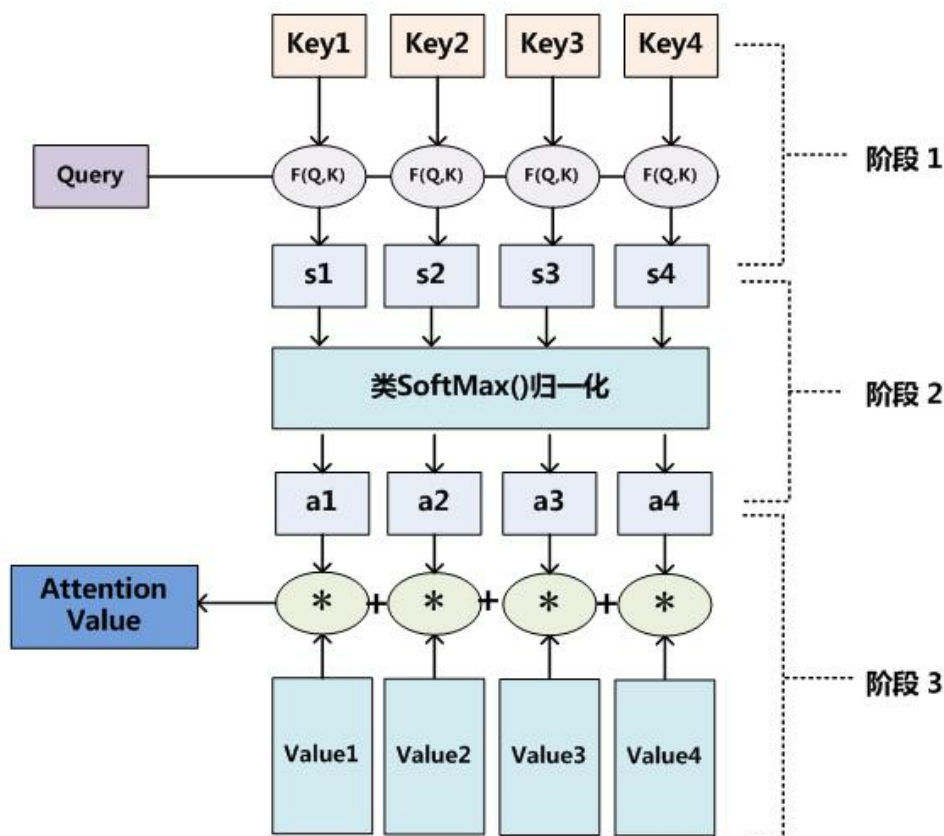 Key1 Key2 Key3 Key4
阶段 1
Query F(Q,K) F(Q,K) F(Q,K) F(Q,K)
s1 s2 s3 s4
类SoftMax()归一化
阶段 2
a1 a2 a3 a4
Attention
Value
* + * + * + *
阶段 3
Value1 Value2 Value3 Value4